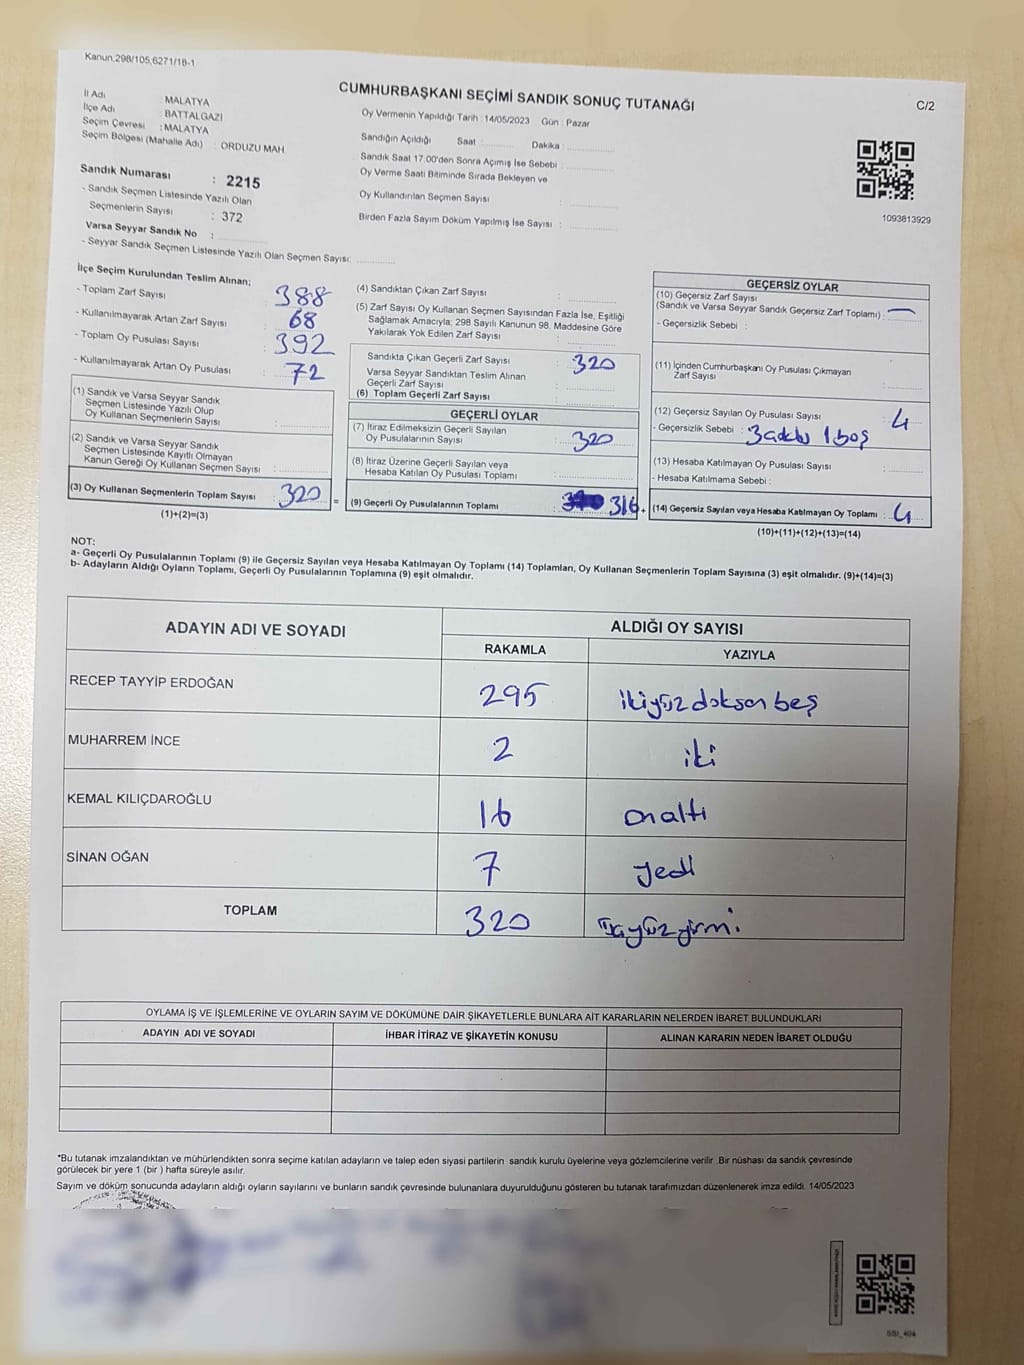 Kanun,298/105,6271/18-1
CUMHURBAŞKANI SEÇİMİ SANDIK SONUÇ TUTANAĞI
C/2
İl Adı : MALATYA
İlçe Adı : BATTALGAZİ
Seçim Çevresi : MALATYA
Seçim Bölgesi (Mahalle Adı) : ORDUZU MAH
Sandık Numarası : 2215
- Sandık Seçmen Listesinde Yazılı Olan
Seçmenlerin Sayısı : 372
Varsa Seyyar Sandık No :
- Seyyar Sandık Seçmen Listesinde Yazılı Olan Seçmen Sayısı:
Oy Vermenin Yapıldığı Tarih : 14/05/2023 Gün : Pazar
Sandığın Açıldığı Saat : Dakika :
Sandık Saat 17.00'den Sonra Açımış İse Sebebi :
Oy Verme Saati Bitiminde Sırada Bekleyen ve
Oy Kullandırılan Seçmen Sayısı :
Birden Fazla Sayım Döküm Yapılmış İse Sayısı :
1093813929
İlçe Seçim Kurulundan Teslim Alınan;
- Toplam Zarf Sayısı : 388
- Kullanılmayarak Artan Zarf Sayısı : 68
- Toplam Oy Pusulası Sayısı : 392
- Kullanılmayarak Artan Oy Pusulası : 72
(1) Sandık ve Varsa Seyyar Sandık
Seçmen Listesinde Yazılı Olup
Oy Kullanan Seçmenlerin Sayısı :
(2) Sandık ve Varsa Seyyar Sandık
Seçmen Listesinde Kayıtlı Olmayan
Kanun Gereği Oy Kullanan Seçmen Sayısı :
(3) Oy Kullanan Seçmenlerin Toplam Sayısı : 320 =
(1)+(2)=(3)
(4) Sandıktan Çıkan Zarf Sayısı :
(5) Zarf Sayısı Oy Kullanan Seçmen Sayısından Fazla İse, Eşitliği
Sağlamak Amacıyla; 298 Sayılı Kanunun 98. Maddesine Göre
Yakılarak Yok Edilen Zarf Sayısı :
Sandıkta Çıkan Geçerli Zarf Sayısı : 320
Varsa Seyyar Sandıktan Teslim Alınan
Geçerli Zarf Sayısı :
(6) Toplam Geçerli Zarf Sayısı :
GEÇERLİ OYLAR
(7) İtiraz Edilmeksizin Geçerli Sayılan
Oy Pusulalarının Sayısı : 320
(8) İtiraz Üzerine Geçerli Sayılan veya
Hesaba Katılan Oy Pusulası Toplamı :
(9) Geçerli Oy Pusulalarının Toplamı : 316 +
GEÇERSİZ OYLAR
(10) Geçersiz Zarf Sayısı
(Sandık ve Varsa Seyyar Sandık Geçersiz Zarf Toplamı) : —
- Geçersizlik Sebebi :
(11) İçinden Cumhurbaşkanı Oy Pusulası Çıkmayan
Zarf Sayısı :
(12) Geçersiz Sayılan Oy Pusulası Sayısı : 4
- Geçersizlik Sebebi : 3 addu 1 boş
(13) Hesaba Katılmayan Oy Pusulası Sayısı :
- Hesaba Katılmama Sebebi :
(14) Geçersiz Sayılan veya Hesaba Katılmayan Oy Toplamı : 4
(10)+(11)+(12)+(13)=(14)
NOT:
a- Geçerli Oy Pusulalarının Toplamı (9) ile Geçersiz Sayılan veya Hesaba Katılmayan Oy Toplamı (14) Toplamları, Oy Kullanan Seçmenlerin Toplam Sayısına (3) eşit olmalıdır. (9)+(14)=(3)
b- Adayların Aldığı Oyların Toplamı, Geçerli Oy Pusulalarının Toplamına (9) eşit olmalıdır.
ADAYIN ADI VE SOYADI ALDIĞI OY SAYISI
RAKAMLA YAZIYLA
RECEP TAYYİP ERDOĞAN 295 ikiyüz doksan beş
MUHARREM İNCE 2 iki
KEMAL KILIÇDAROĞLU 16 onaltı
SİNAN OĞAN 7 yedi
TOPLAM 320 üçyüz yirmi
OYLAMA İŞ VE İŞLEMLERİNE VE OYLARIN SAYIM VE DÖKÜMÜNE DAİR ŞİKAYETLERLE BUNLARA AİT KARARLARIN NELERDEN İBARET BULUNDUKLARI
ADAYIN ADI VE SOYADI İHBAR İTİRAZ VE ŞİKAYETİN KONUSU ALINAN KARARIN NEDEN İBARET OLDUĞU
*Bu tutanak imzalandıktan ve mühürlendikten sonra seçime katılan adayların ve talep eden siyasi partilerin sandık kurulu üyelerine veya gözlemcilerine verilir. Bir nüshası da sandık çevresinde
görülecek bir yere 1 (bir ) hafta süreyle asılır.
Sayım ve döküm sonucunda adayların aldığı oyların sayılarını ve bunların sandık çevresinde bulunanlara duyurulduğunu gösteren bu tutanak tarafımızdan düzenlenerek imza edildi. 14/05/2023